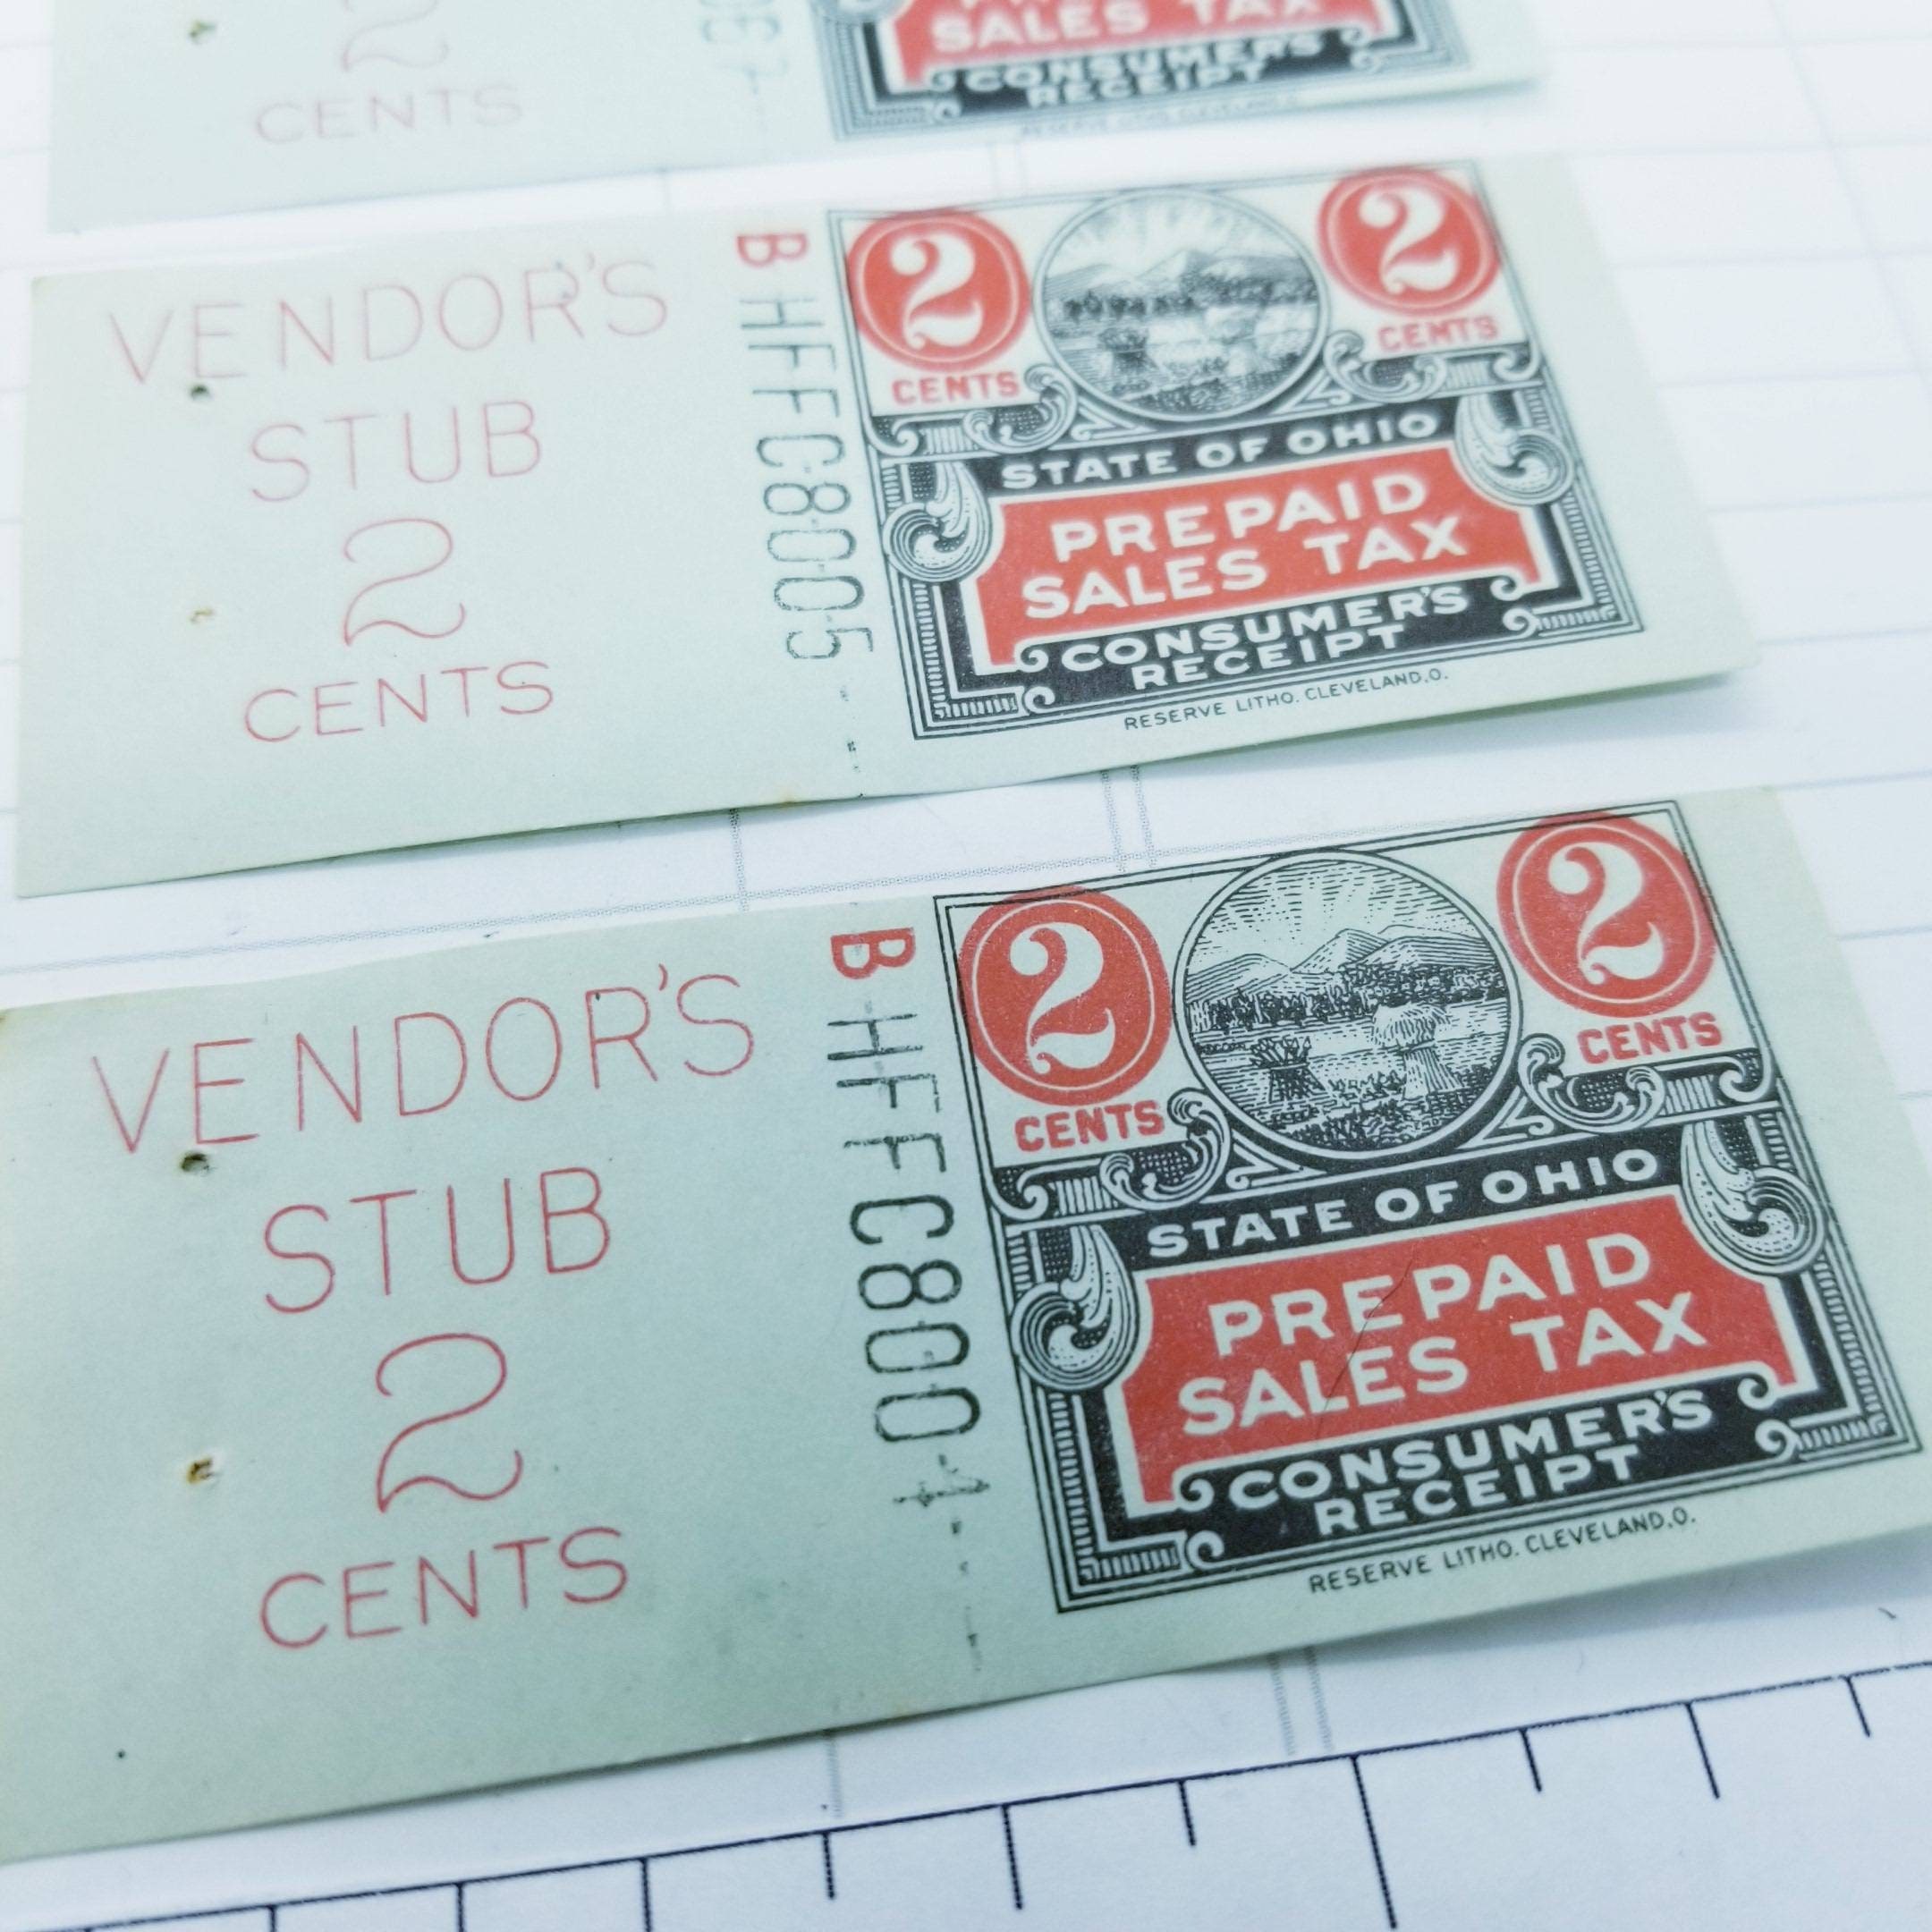 2
CENTS
SALES TAX
CONSUMER'S
RECEIPT
VENDOR'S
STUB
2
CENTS
B HFFC8005
2
CENTS
2
CENTS
STATE OF OHIO
PREPAID
SALES TAX
CONSUMER'S
RECEIPT
RESERVE LITHO. CLEVELAND,O.
VENDOR'S
STUB
2
CENTS
B HFFC8004
2
CENTS
2
CENTS
STATE OF OHIO
PREPAID
SALES TAX
CONSUMER'S
RECEIPT
RESERVE LITHO. CLEVELAND,O.